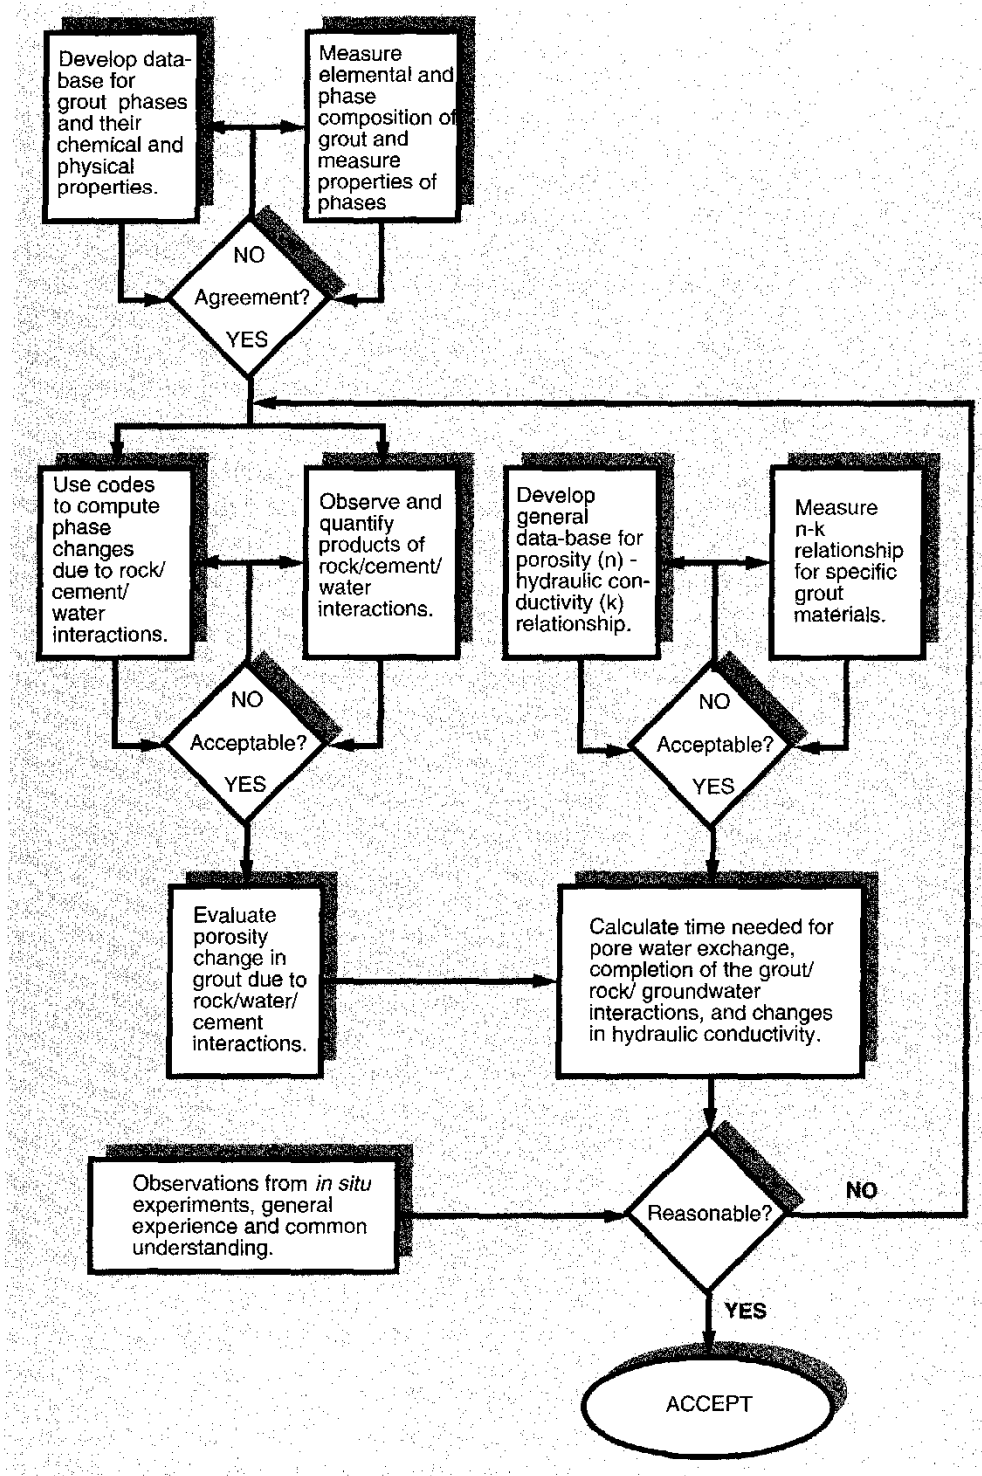 Develop data-
base for
grout phases
and their
chemical and
physical
properties.
Measure
elemental and
phase
composition of
grout and
measure
properties of
phases
NO
Agreement?
YES
Use codes
to compute
phase
changes
due to rock/
cement/
water
interactions.
Observe and
quantify
products of
rock/cement/
water
interactions.
Develop
general
data-base for
porosity (n) -
hydraulic con-
ductivity (k)
relationship.
Measure
n-k
relationship
for specific
grout
materials.
NO
Acceptable?
YES
NO
Acceptable?
YES
Evaluate
porosity
change in
grout due to
rock/water/
cement
interactions.
Calculate time needed for
pore water exchange,
completion of the grout/
rock/ groundwater
interactions, and changes
in hydraulic conductivity.
Observations from in situ
experiments, general
experience and common
understanding.
Reasonable?
NO
YES
ACCEPT